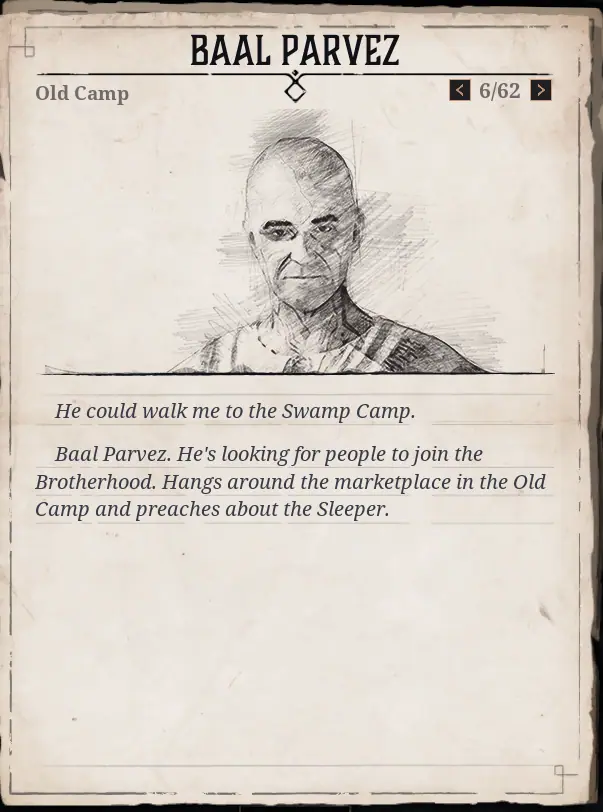 BAAL PARVEZ
Old Camp
6/62
He could walk me to the Swamp Camp.
Baal Parvez. He's looking for people to join the
Brotherhood. Hangs around the marketplace in the Old
Camp and preaches about the Sleeper.